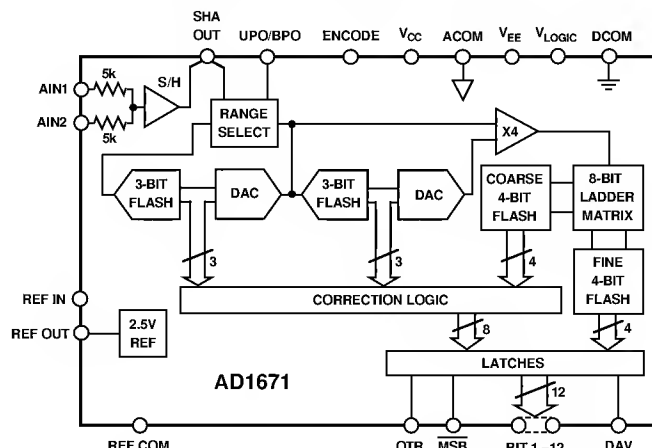 SHA
OUT
UPO/BPO
ENCODE
VCC
ACOM
VEE
VLOGIC
DCOM
AIN1
5k
S/H
AIN2
5k
RANGE
SELECT
X4
3-BIT
FLASH
DAC
3-BIT
FLASH
DAC
COARSE
4-BIT
FLASH
8-BIT
LADDER
MATRIX
3
3
4
FINE
4-BIT
FLASH
REF IN
CORRECTION LOGIC
REF OUT
2.5V
REF
8
4
LATCHES
AD1671
12
REF COM
OTR
MSB
BIT 1
12
DAV